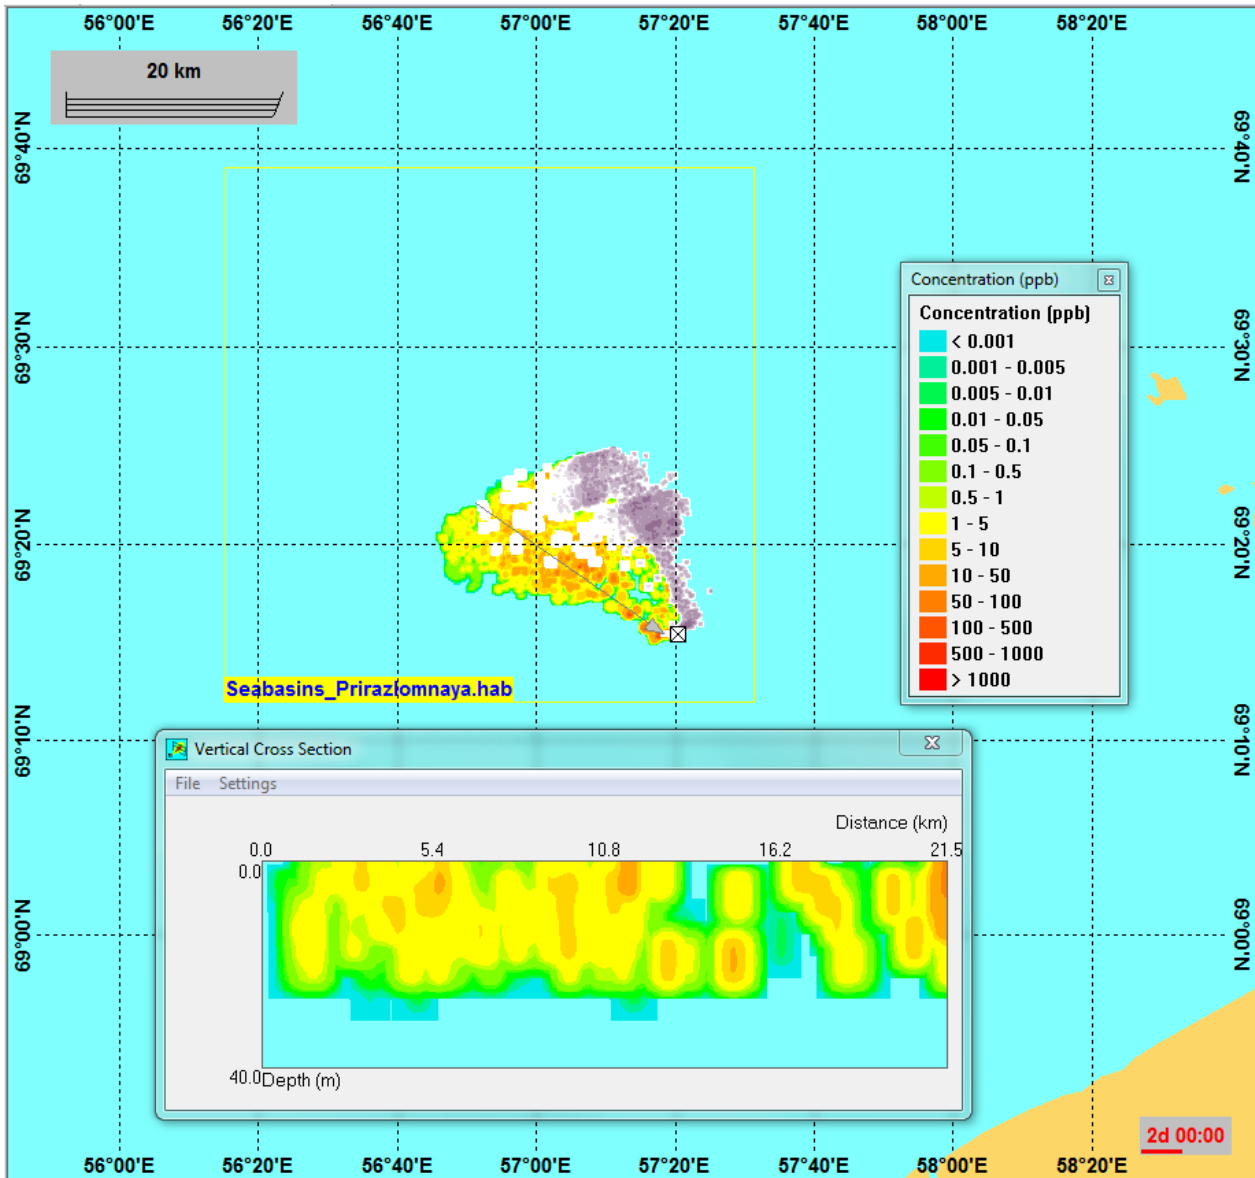 56°00'E 56°20'E 56°40'E 57°00'E 57°20'E 57°40'E 58°00'E 58°20'E
20 km
69°40'N 69°40'N
69°30'N 69°30'N
69°20'N 69°20'N
69°10'N 69°10'N
69°00'N 69°00'N
Concentration (ppb)
Concentration (ppb)
< 0.001
0.001 - 0.005
0.005 - 0.01
0.01 - 0.05
0.05 - 0.1
0.1 - 0.5
0.5 - 1
1 - 5
5 - 10
10 - 50
50 - 100
100 - 500
500 - 1000
> 1000
Seabasins_Prirazlomnaya.hab
Vertical Cross Section
File Settings
Distance (km)
0.0 5.4 10.8 16.2 21.5
0.0
40.0 Depth (m)
2d 00:00
56°00'E 56°20'E 56°40'E 57°00'E 57°20'E 57°40'E 58°00'E 58°20'E